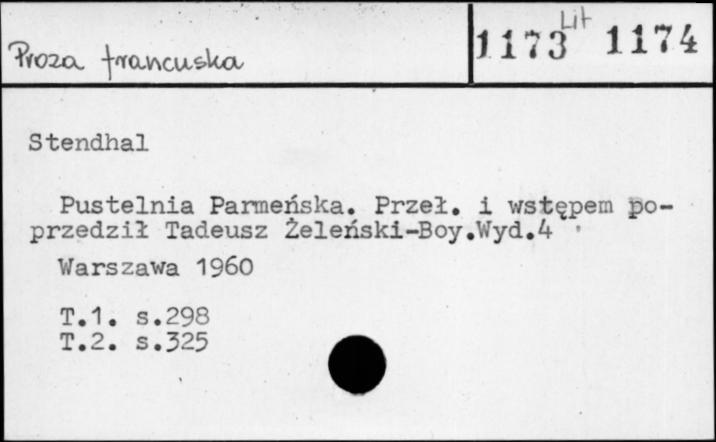 Lit
Proza francuska 1173 1174
Stendhal
Pustelnia Parmeńska. Przeł. i wstępem po-
przedził Tadeusz Żeleński-Boy.Wyd.4
Warszawa 1960
T.1. s.298
T.2. s.325